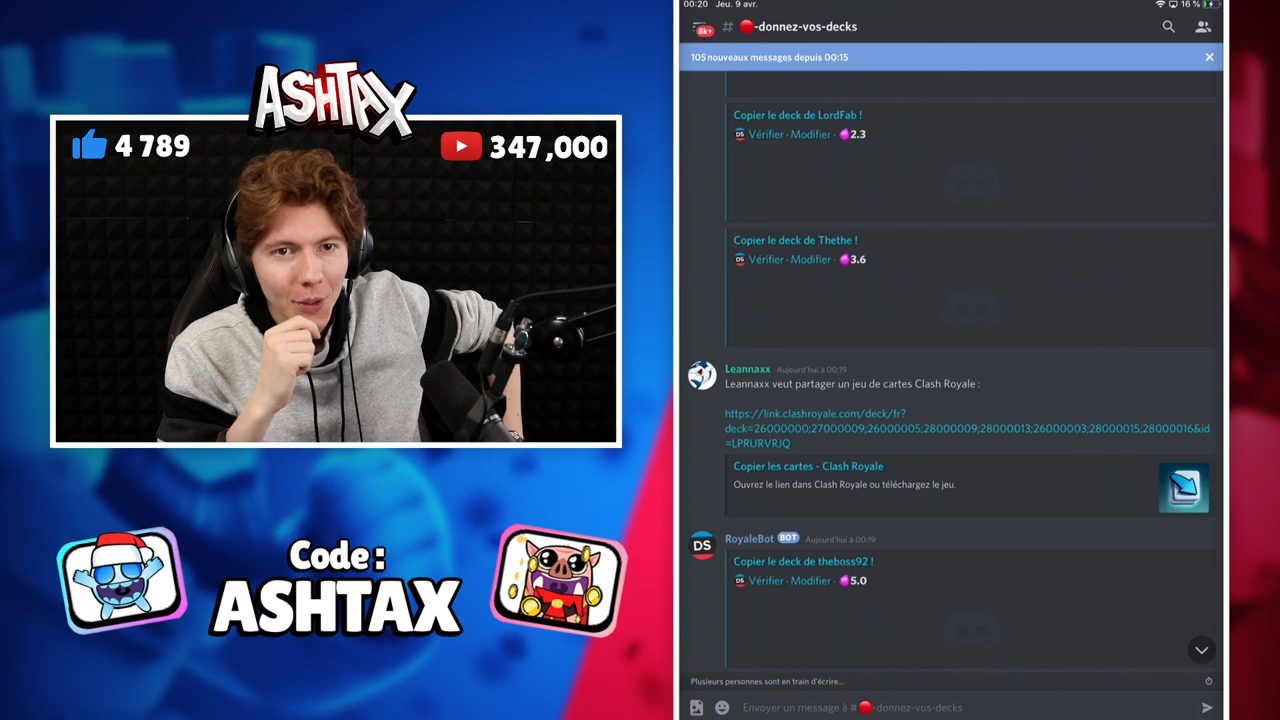 ASHTAX
4 789
347,000
Code :
ASHTAX
00:20 Jeu. 9 avr.
16 %
8k+
# 🔴-donnez-vos-decks
105 nouveaux messages depuis 00:15
Copier le deck de LordFab !
DS Vérifier · Modifier · 2.3
Copier le deck de Thethe !
DS Vérifier · Modifier · 3.6
Leannaxx Aujourd'hui à 00:19
Leannaxx veut partager un jeu de cartes Clash Royale :
https://link.clashroyale.com/deck/fr?
deck=26000000;27000009;26000005;28000009;28000013;26000003;28000015;28000016&id
=LPRURVRJQ
Copier les cartes - Clash Royale
Ouvrez le lien dans Clash Royale ou téléchargez le jeu.
DS
RoyaleBot BOT Aujourd'hui à 00:19
Copier le deck de theboss92 !
DS Vérifier · Modifier · 5.0
Plusieurs personnes sont en train d'écrire...
Envoyer un message à #🔴-donnez-vos-decks